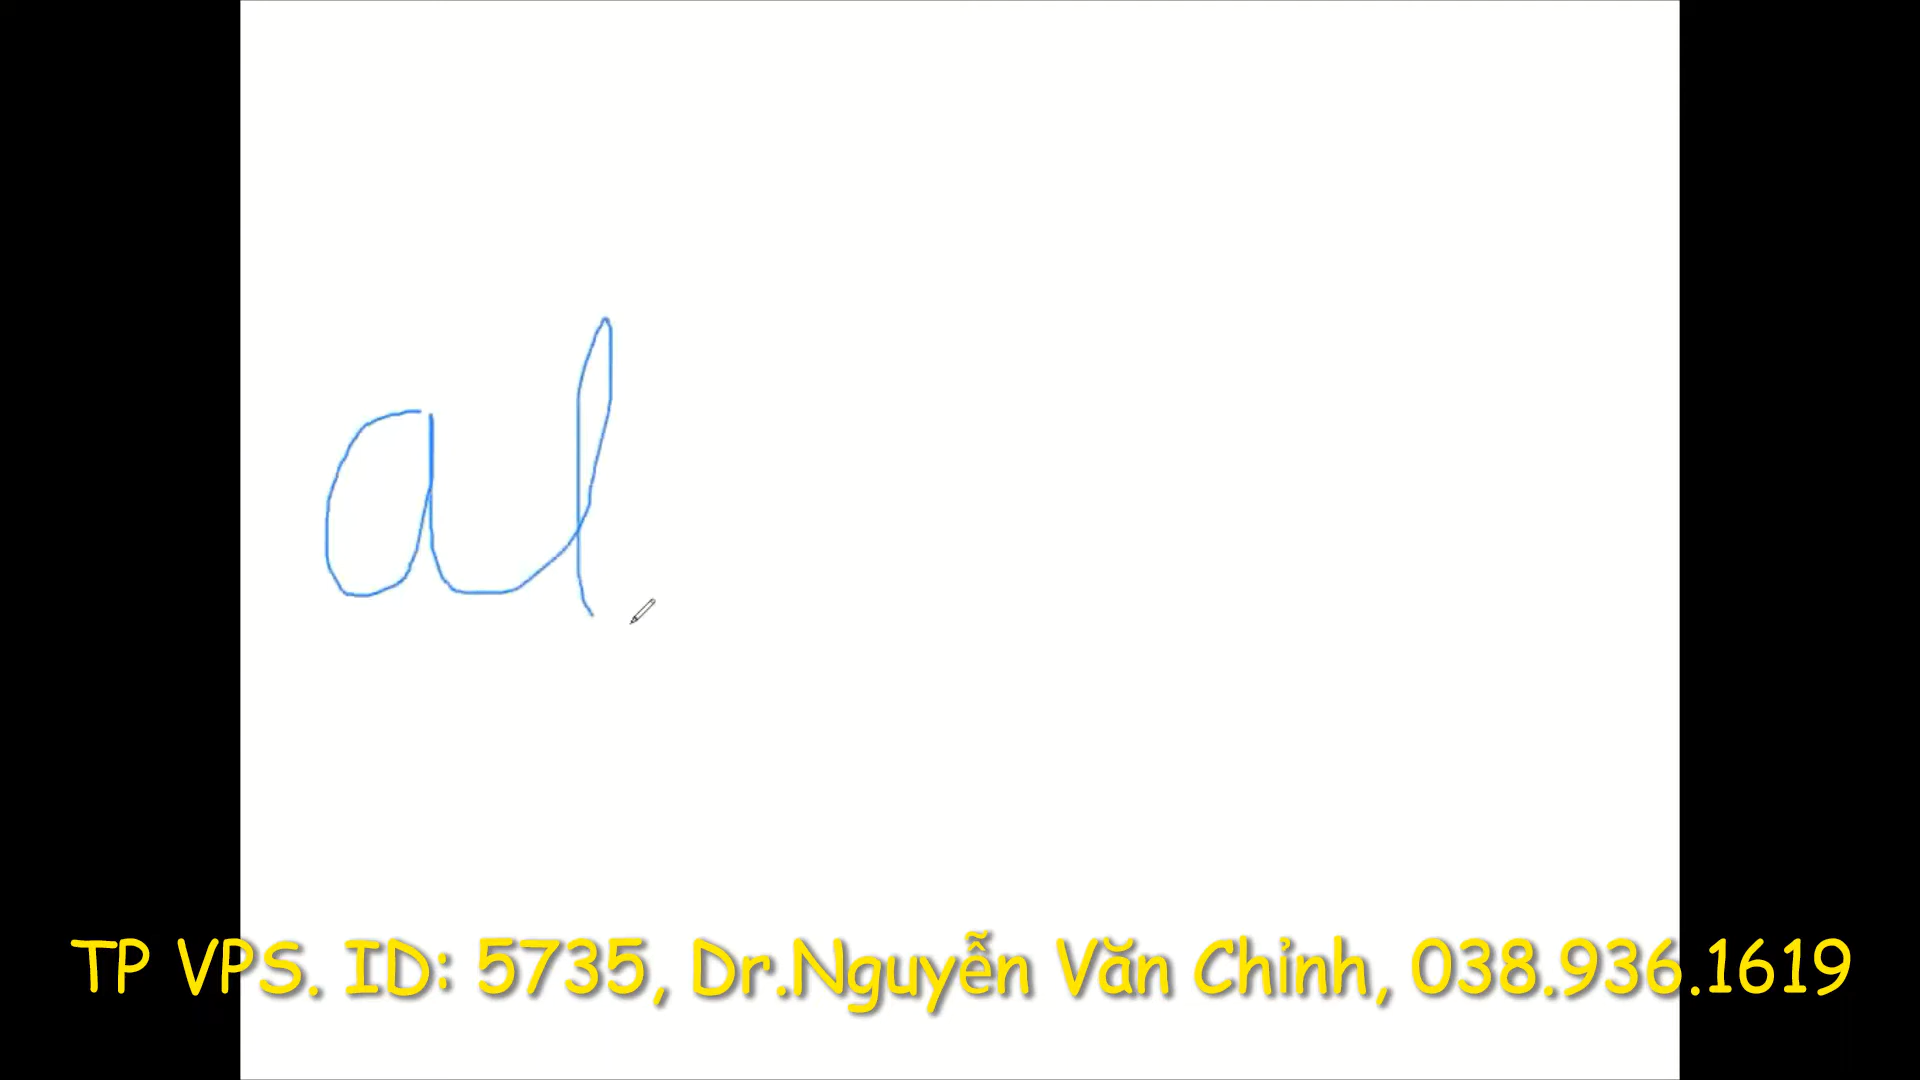 al
TP VPS. ID: 5735, Dr.Nguyễn Văn Chỉnh, 038.936.1619